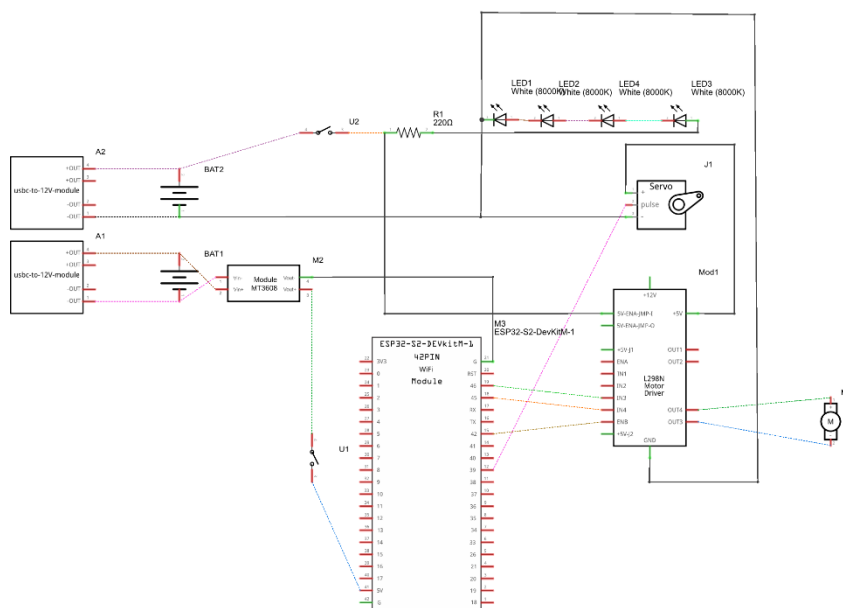 LED1
White (8000K)
LED2
White (8000K)
LED4
White (8000K)
LED3
White (8000K)
U2
R1
220Ω
A2
usbc-to-12V-module
+OUT
+OUT
-OUT
-OUT
BAT2
J1
Servo
pulse
A1
usbc-to-12V-module
+OUT
+OUT
-OUT
-OUT
BAT1
M2
Module
MT3608
Vin-
Vin+
Vout-
Vout+
Mod1
+12V
5V-ENA-JMP-I
5V-ENA-JMP-O
+5V-J1
ENA
IN1
IN2
IN3
IN4
ENB
+5V-J2
+5V
OUT1
OUT2
OUT4
OUT3
GND
L298N
Motor
Driver
M
M3
ESP32-S2-DevKitM-1
ESP32-S2-DEVkitM-1
42PIN
WiFi
Module
3V3
0
1
2
3
4
5
6
7
8
9
10
11
12
13
14
15
16
17
5V
G
G
RST
46
45
RX
TX
42
41
40
39
38
37
36
35
34
33
26
21
20
19
18
U1